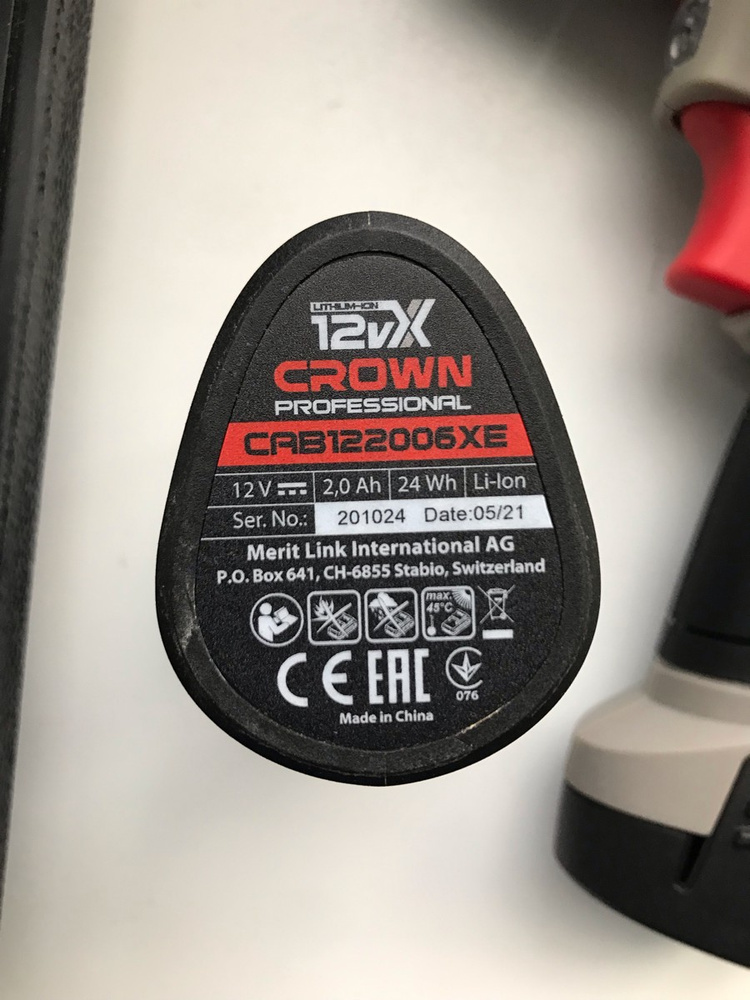 LITHIUM-ION
12vX
CROWN
PROFESSIONAL
CAB122006XE
12 V 2,0 Ah 24 Wh Li-Ion
Ser. No.: 201024 Date:05/21
Merit Link International AG
P.O. Box 641, CH-6855 Stabio, Switzerland
max. 45°C
CE EAC
076
Made in China